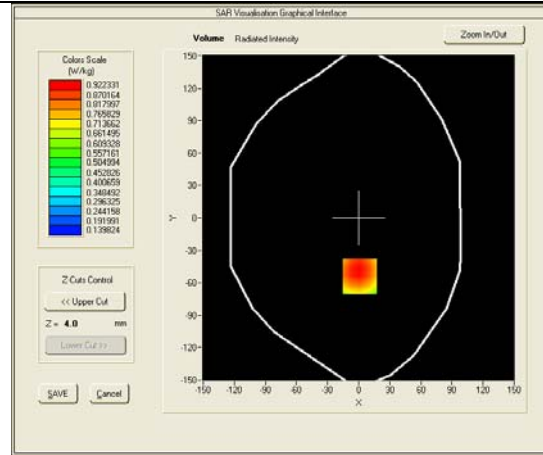 SAR Visualisation Graphical Interface
Volume Radiated Intensity
Zoom In/Out
Colors Scale
(W/kg)
0.922331
0.870164
0.817997
0.765829
0.713662
0.661495
0.609328
0.557161
0.504994
0.452826
0.400659
0.348492
0.296325
0.244158
0.191991
0.139824
150
120
90
60
30
0
-30
-60
-90
-120
-150
Y
-150 -120 -90 -60 -30 0 30 60 90 120 150
X
Z Cuts Control
<< Upper Cut
Z = 4.0 mm
Lower Cut >>
SAVE Cancel